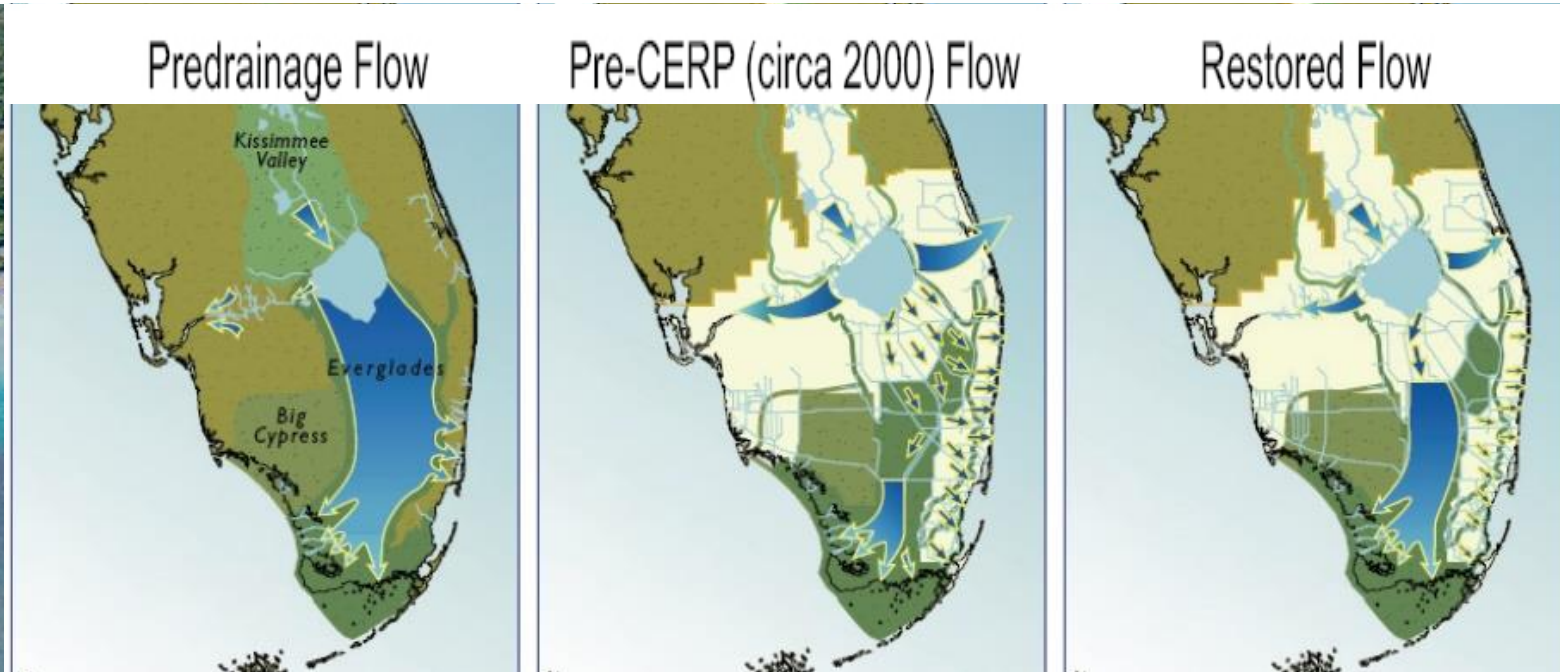 Predrainage Flow
Pre-CERP (circa 2000) Flow
Restored Flow
Kissimmee
Valley
Everglades
Big
Cypress